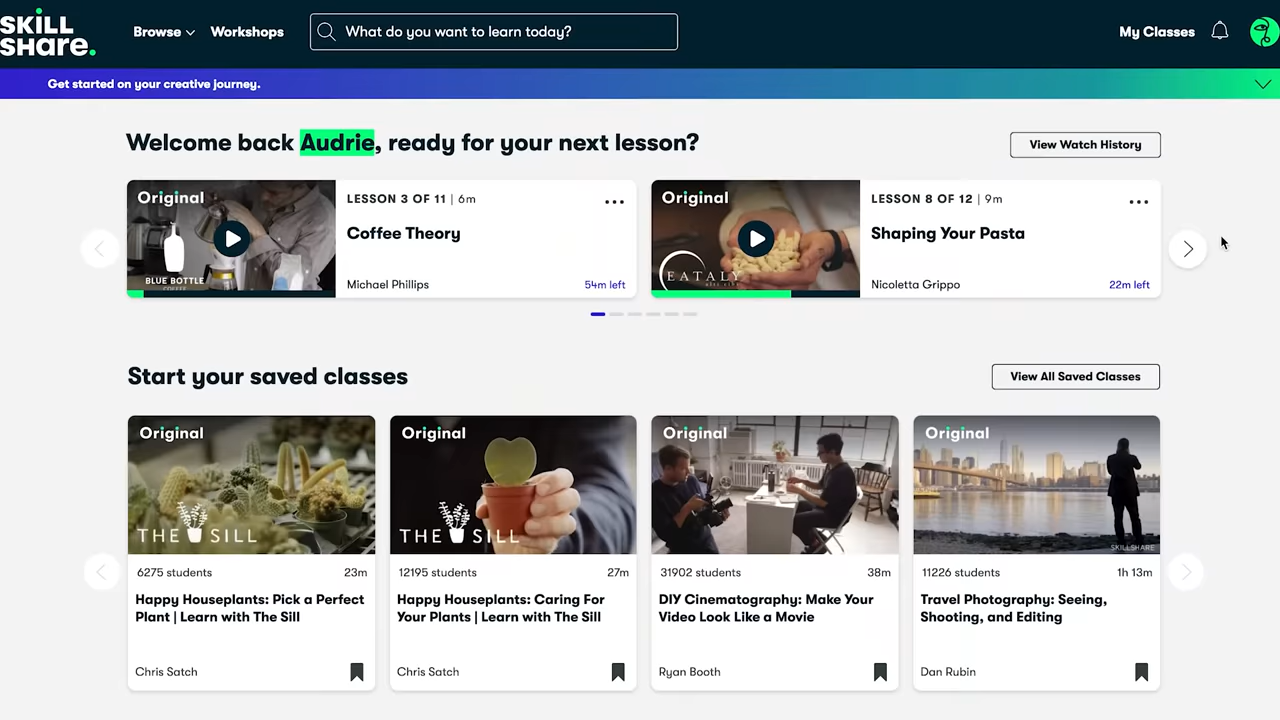 SKILL
SHare.
Browse
Workshops
What do you want to learn today?
My Classes
Get started on your creative journey.
Welcome back Audrie, ready for your next lesson?
View Watch History
Original
BLUE BOTTLE
COFFEE
LESSON 3 OF 11 | 6m
Coffee Theory
Michael Phillips
54m left
Original
EATALY
LESSON 8 OF 12 | 9m
Shaping Your Pasta
Nicoletta Grippo
22m left
Start your saved classes
View All Saved Classes
Original
THE SILL
6275 students
23m
Happy Houseplants: Pick a Perfect
Plant | Learn with The Sill
Chris Satch
Original
THE SILL
12195 students
27m
Happy Houseplants: Caring For
Your Plants | Learn with The Sill
Chris Satch
Original
31902 students
38m
DIY Cinematography: Make Your
Video Look Like a Movie
Ryan Booth
Original
SKILLSHARE
11226 students
1h 13m
Travel Photography: Seeing,
Shooting, and Editing
Dan Rubin